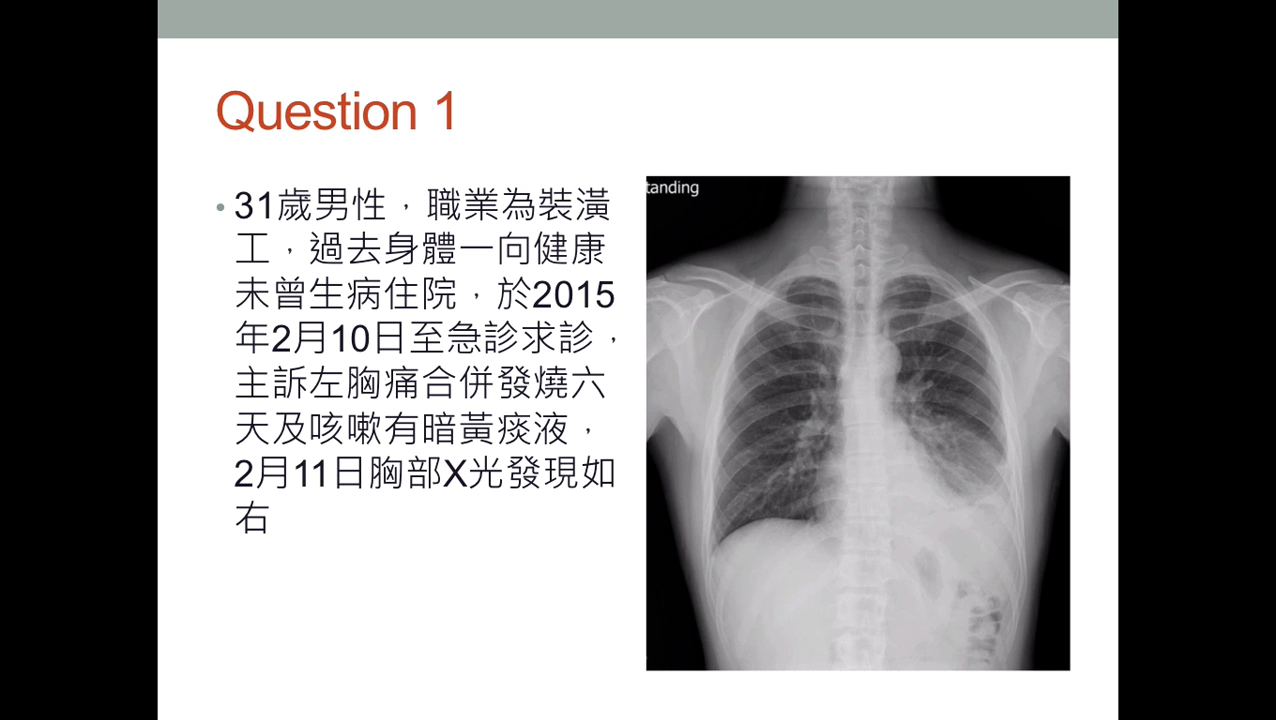 Question 1
31歲男性，職業為裝潢
工，過去身體一向健康
未曾生病住院，於2015
年2月10日至急診求診，
主訴左胸痛合併發燒六
天及咳嗽有暗黃痰液，
2月11日胸部X光發現如
右
tanding